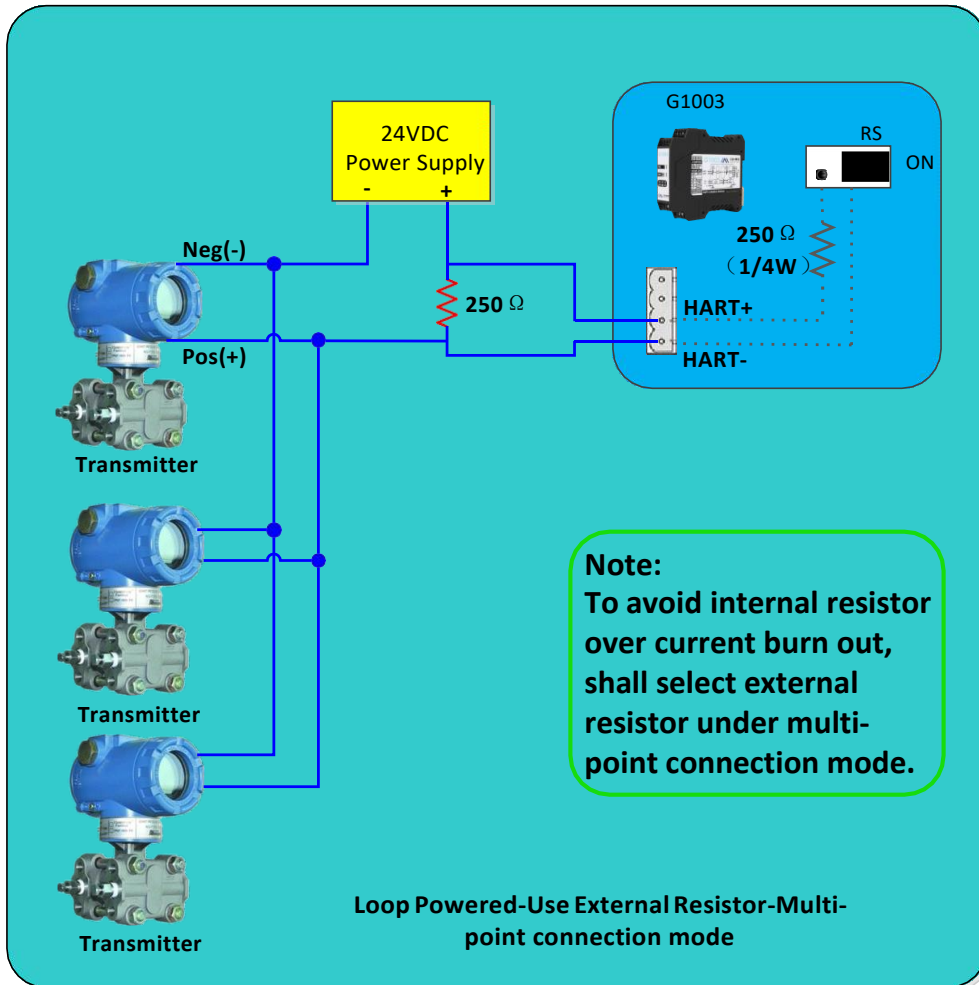 G1003
RS
ON
24VDC
Power Supply
- +
250 Ω
（1/4W）
Neg(-)
250 Ω
HART+
Pos(+)
HART-
Transmitter
Transmitter
Transmitter
Note:
To avoid internal resistor
over current burn out,
shall select external
resistor under multi-
point connection mode.
Loop Powered-Use External Resistor-Multi-
point connection mode